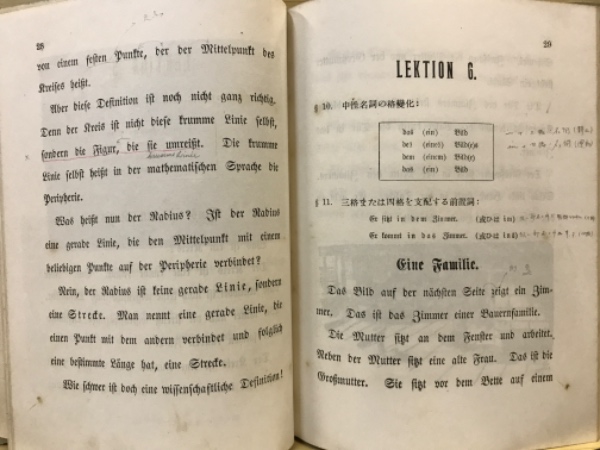 28
von einem festen Punkte, der der Mittelpunkt des
Kreises heißt.
Aber diese Definition ist noch nicht ganz richtig.
Denn der Kreis ist nicht diese krumme Linie selbst,
sondern die Figur, die sie umreißt. Die krumme
Linie selbst heißt in der mathematischen Sprache die
Peripherie.
Was heißt nun der Radius? Ist der Radius
eine gerade Linie, die den Mittelpunkt mit einem
beliebigen Punkte auf der Peripherie verbindet?
Nein, der Radius ist keine gerade Linie, sondern
eine Strecke. Man nennt eine gerade Linie, die
einen Punkt mit dem andern verbindet und folglich
eine bestimmte Länge hat, eine Strecke.
Wie schwer ist doch eine wissenschaftliche Definition!
29
LEKTION 6.
§ 10. 中性名詞の格變化:
das (ein) Bild
des (eines) Bild(e)s
dem (einem) Bild(e)
das (ein) Bild
§ 11. 三格または四格を支配する前置詞:
Er sitzt in dem Zimmer. (或ひは im)
Er kommt in das Zimmer. (或ひは ins)
Eine Familie.
Das Bild auf der nächsten Seite zeigt ein Zim-
mer. Das ist das Zimmer einer Bauernfamilie.
Die Mutter sitzt an dem Fenster und arbeitet.
Neben der Mutter sitzt eine alte Frau. Das ist die
Großmutter. Sie sitzt vor dem Bette auf einem